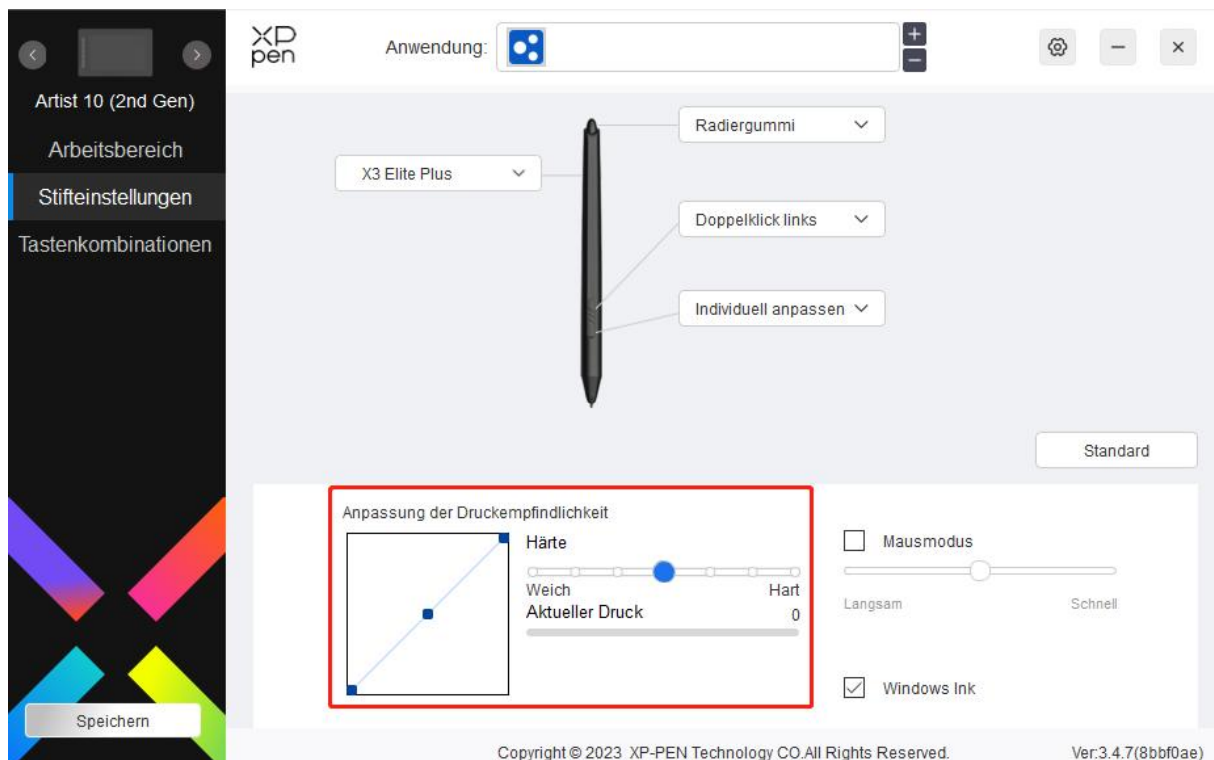 XP
pen
Anwendung:
Artist 10 (2nd Gen)
Arbeitsbereich
Stifteinstellungen
Tastenkombinationen
Radiergummi
X3 Elite Plus
Doppelklick links
Individuell anpassen
Standard
Anpassung der Druckempfindlichkeit
Härte
Weich Hart
Aktueller Druck 0
Mausmodus
Langsam Schnell
Windows Ink
Speichern
Copyright © 2023 XP-PEN Technology CO.All Rights Reserved. Ver:3.4.7(8bbf0ae)